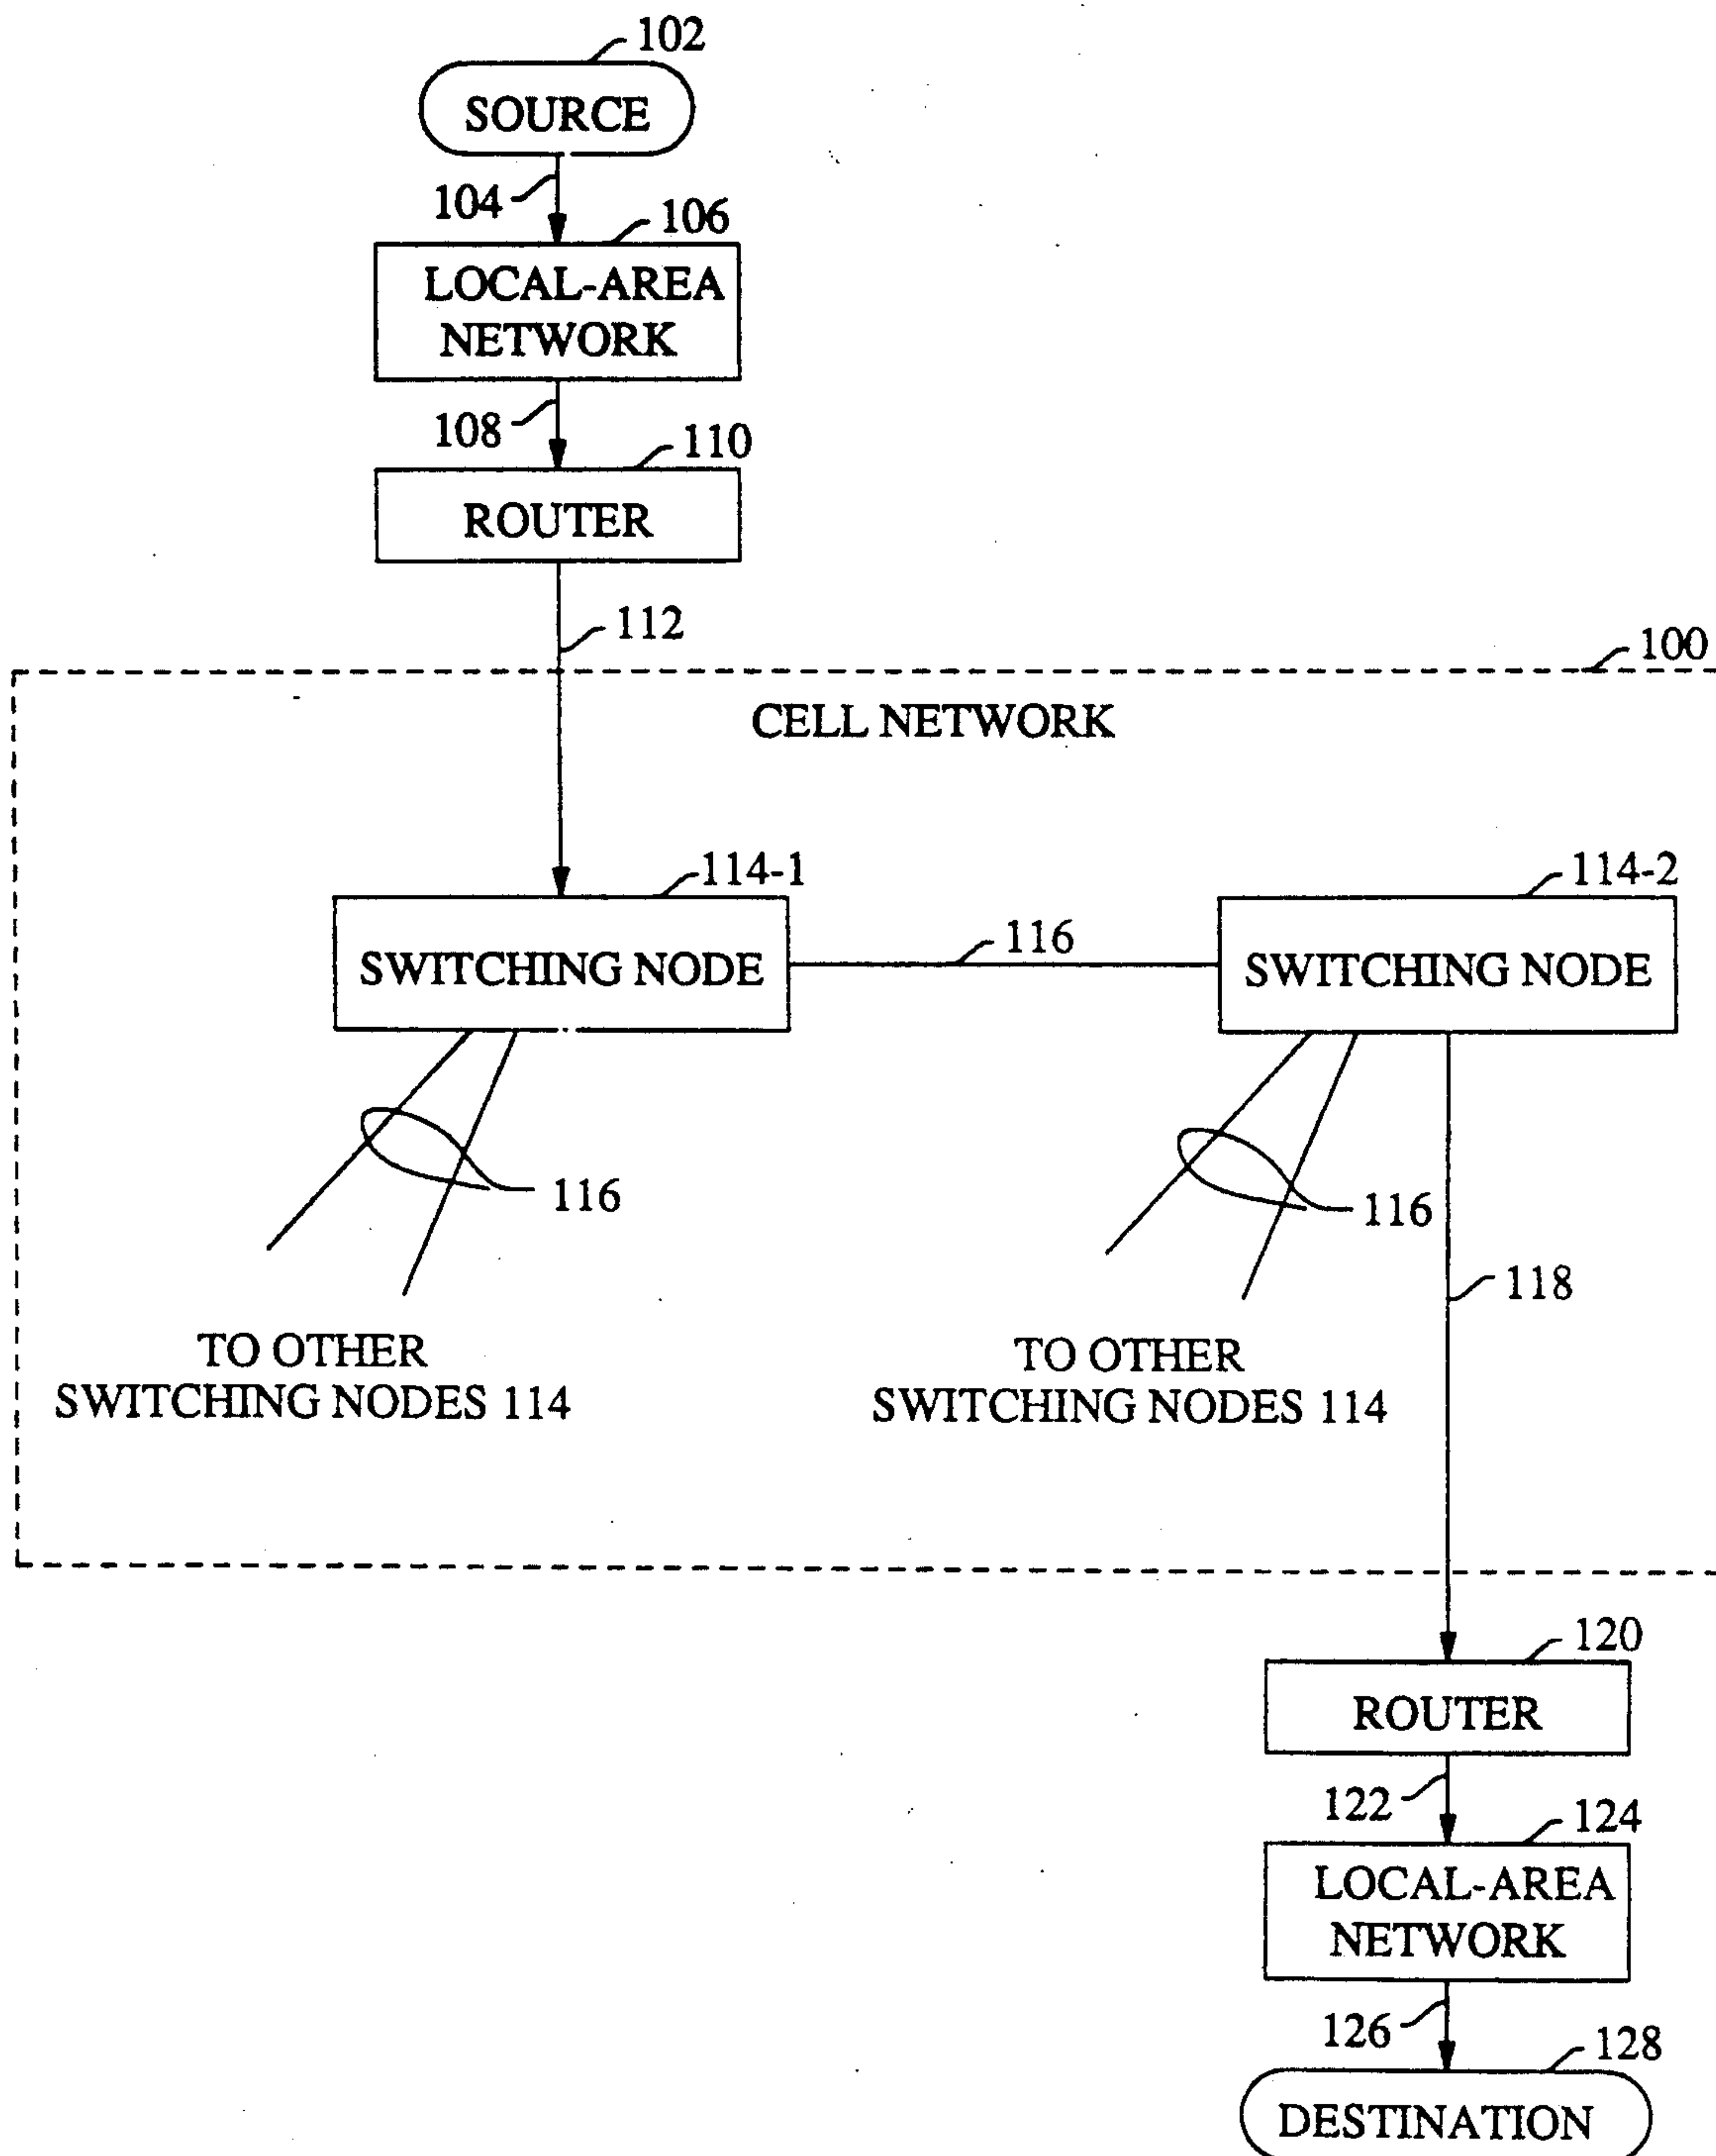 102
SOURCE
104
106
LOCAL-AREA
NETWORK
108
110
ROUTER
112
100
CELL NETWORK
114-1
114-2
SWITCHING NODE
116
SWITCHING NODE
116
116
118
TO OTHER
SWITCHING NODES 114
TO OTHER
SWITCHING NODES 114
120
ROUTER
122
124
LOCAL-AREA
NETWORK
126
128
DESTINATION